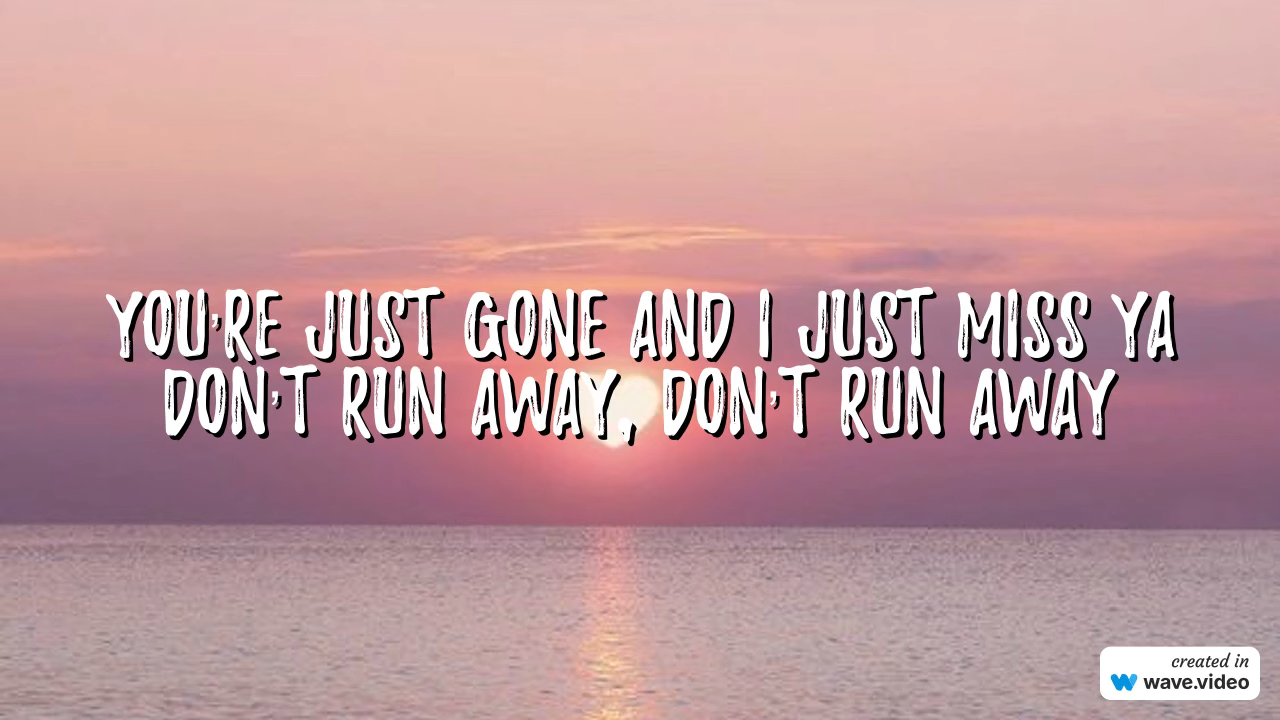 YOU'RE JUST GONE AND I JUST MISS YA
DON'T RUN AWAY, DON'T RUN AWAY
created in
wave.video